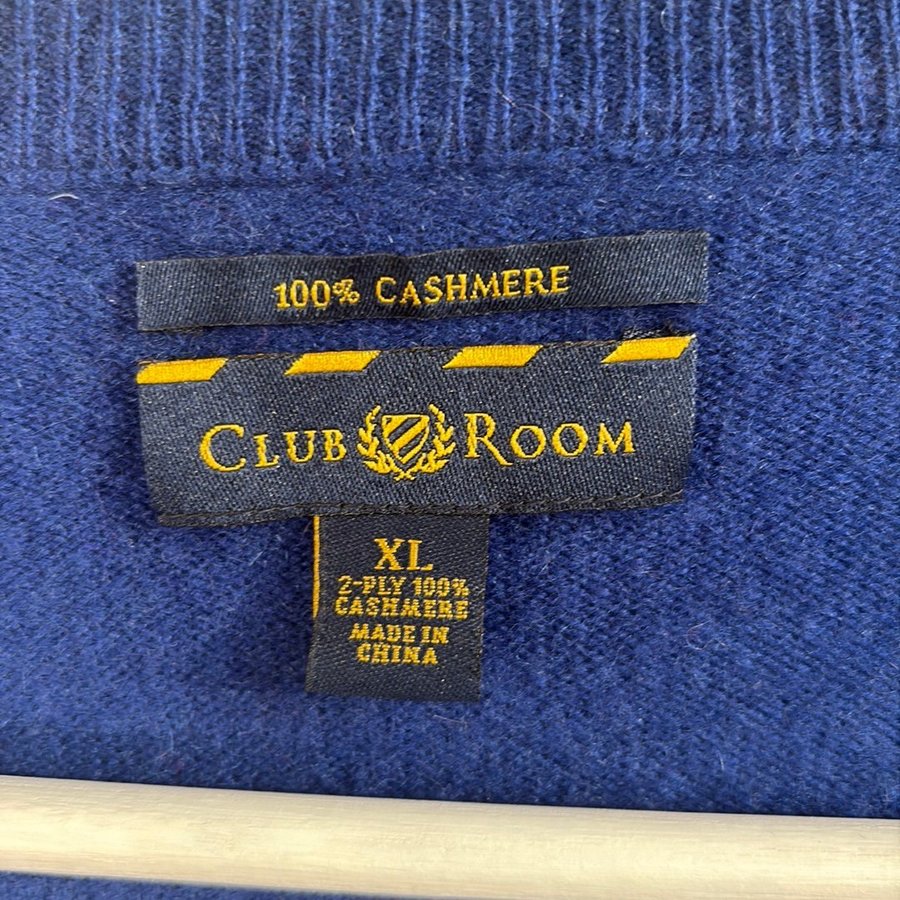 100% CASHMERE
CLUB ROOM
XL
2-PLY 100%
CASHMERE
MADE IN
CHINA